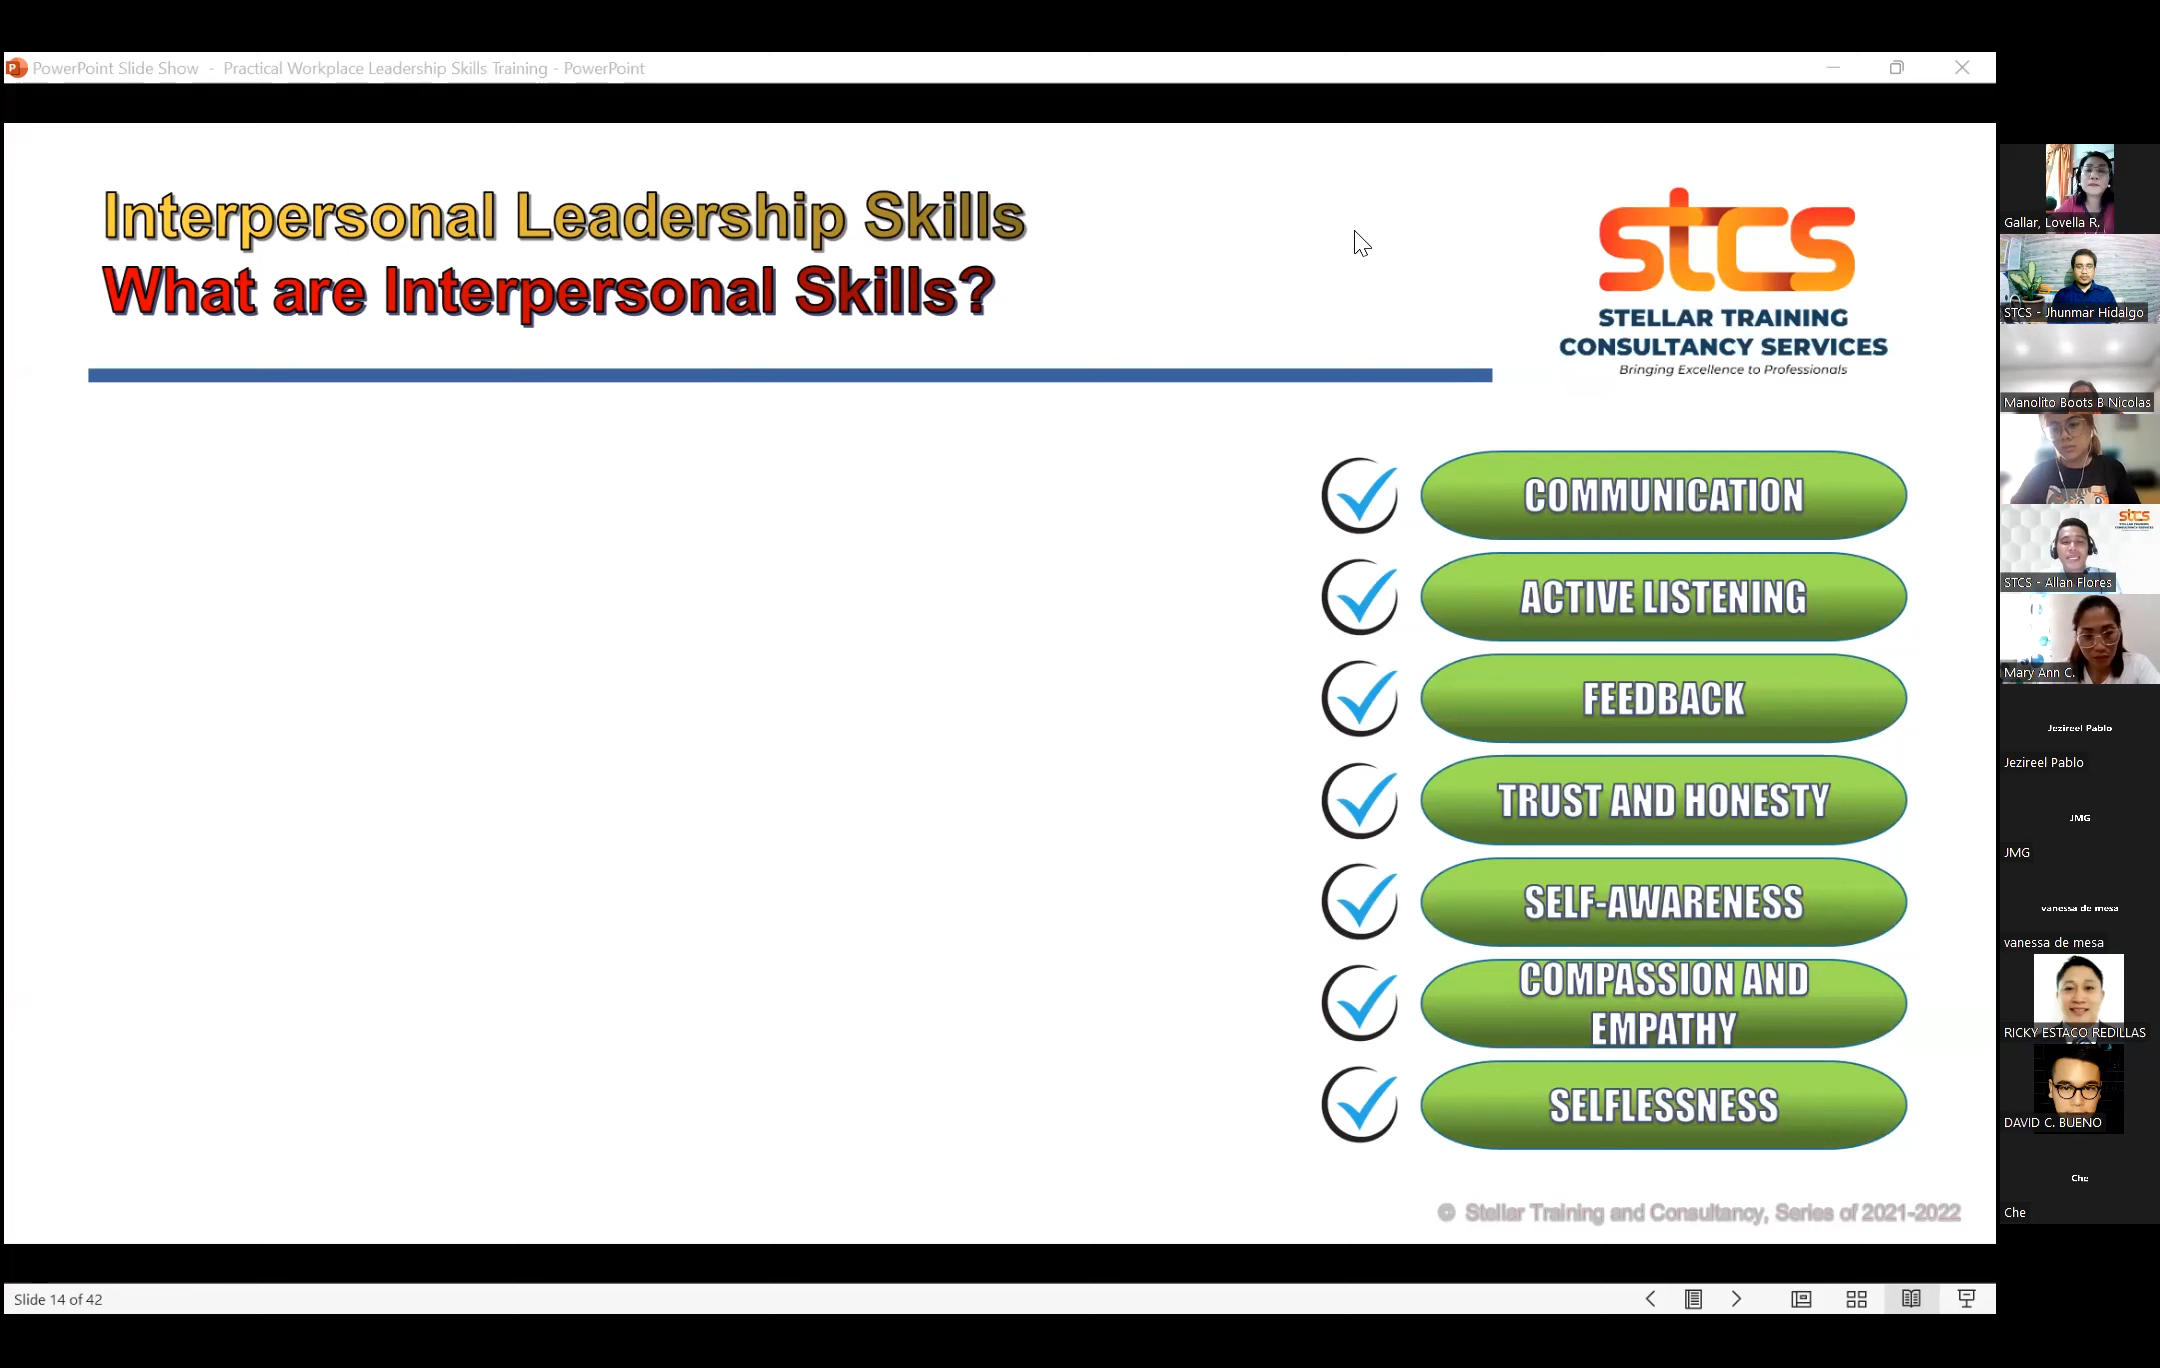 PowerPoint Slide Show - Practical Workplace Leadership Skills Training - PowerPoint
Interpersonal Leadership Skills
What are Interpersonal Skills?
stcs
STELLAR TRAINING
CONSULTANCY SERVICES
Bringing Excellence to Professionals
COMMUNICATION
ACTIVE LISTENING
FEEDBACK
TRUST AND HONESTY
SELF-AWARENESS
COMPASSION AND
EMPATHY
SELFLESSNESS
© Stellar Training and Consultancy, Series of 2021-2022
Slide 14 of 42
Gallar, Lovella R.
STCS - Jhunmar Hidalgo
Manolito Boots B Nicolas
stcs
STCS - Allan Flores
Mary Ann C.
Jezireel Pablo
Jezireel Pablo
JMG
JMG
vanessa de mesa
vanessa de mesa
RICKY ESTACO REDILLAS
DAVID C. BUENO
Che
Che